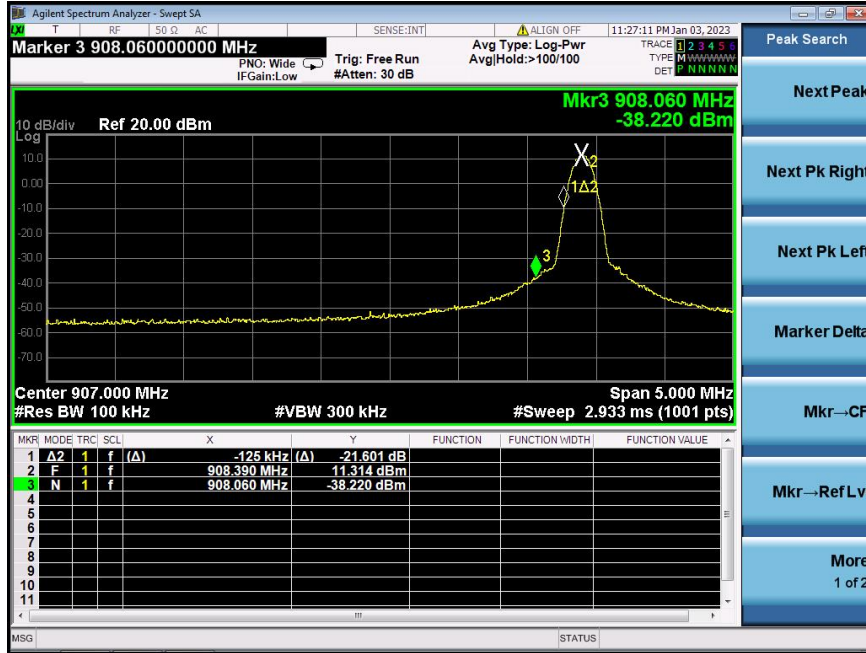 Agilent Spectrum Analyzer - Swept SA
LXI T RF 50 Ω AC SENSE:INT ALIGN OFF 11:27:11 PM Jan 03, 2023
Marker 3 908.060000000 MHz
PNO: Wide
IFGain:Low
Trig: Free Run
#Atten: 30 dB
Avg Type: Log-Pwr
Avg|Hold:>100/100
TRACE 1 2 3 4 5 6
TYPE M WWWWW
DET P N N N N N
Peak Search
Mkr3 908.060 MHz
-38.220 dBm
10 dB/div Ref 20.00 dBm
Log
10.0
0.00
-10.0
-20.0
-30.0
-40.0
-50.0
-60.0
-70.0
X2
1Δ2
3
Center 907.000 MHz Span 5.000 MHz
#Res BW 100 kHz #VBW 300 kHz #Sweep 2.933 ms (1001 pts)
MKR MODE TRC SCL X Y FUNCTION FUNCTION WIDTH FUNCTION VALUE
1 Δ2 1 f (Δ) -125 kHz (Δ) -21.601 dB
2 F 1 f 908.390 MHz 11.314 dBm
3 N 1 f 908.060 MHz -38.220 dBm
4
5
6
7
8
9
10
11
MSG STATUS
Next Peak
Next Pk Right
Next Pk Left
Marker Delta
Mkr→CF
Mkr→Ref Lv
More
1 of 2